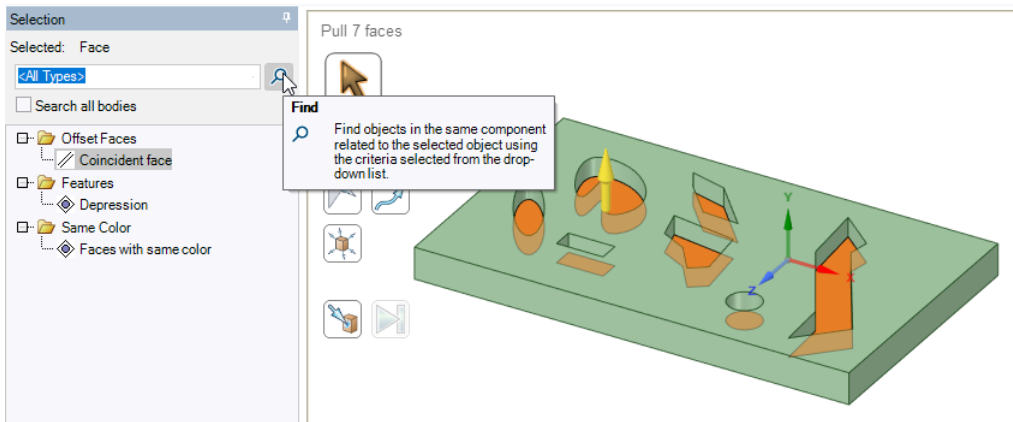 Selection
Selected: Face
<All Types>
Search all bodies
Offset Faces
Coincident face
Features
Depression
Same Color
Faces with same color
Pull 7 faces
Find
Find objects in the same component
related to the selected object using
the criteria selected from the drop-
down list.
Y
X
Z